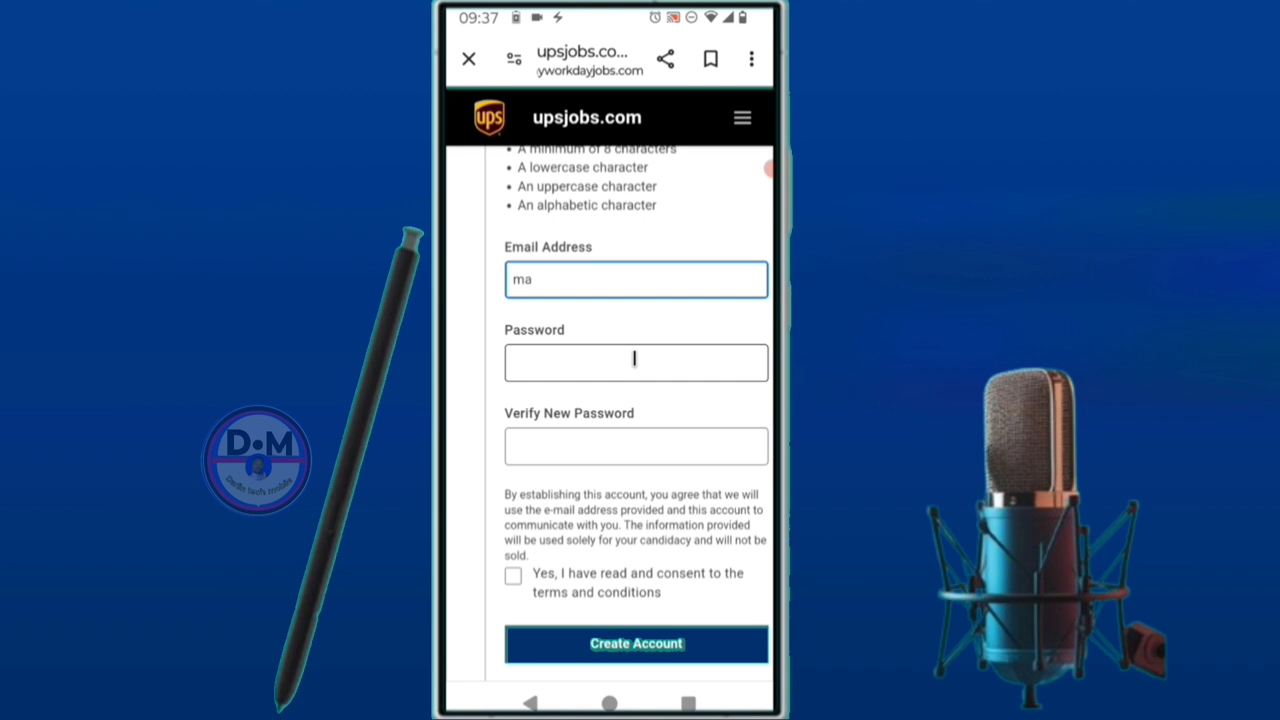 09:37
upsjobs.co...
yworkdayjobs.com
ups
upsjobs.com
• A minimum of 8 characters
• A lowercase character
• An uppercase character
• An alphabetic character
Email Address
ma
Password
Verify New Password
By establishing this account, you agree that we will
use the e-mail address provided and this account to
communicate with you. The information provided
will be used solely for your candidacy and will not be
sold.
Yes, I have read and consent to the
terms and conditions
Create Account
D•M